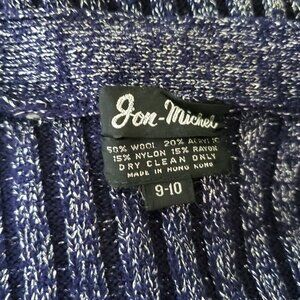 Jon-Michel
50% WOOL 20% ACRYLIC
15% NYLON 15% RAYON
DRY CLEAN ONLY
MADE IN HONG KONG
9-10